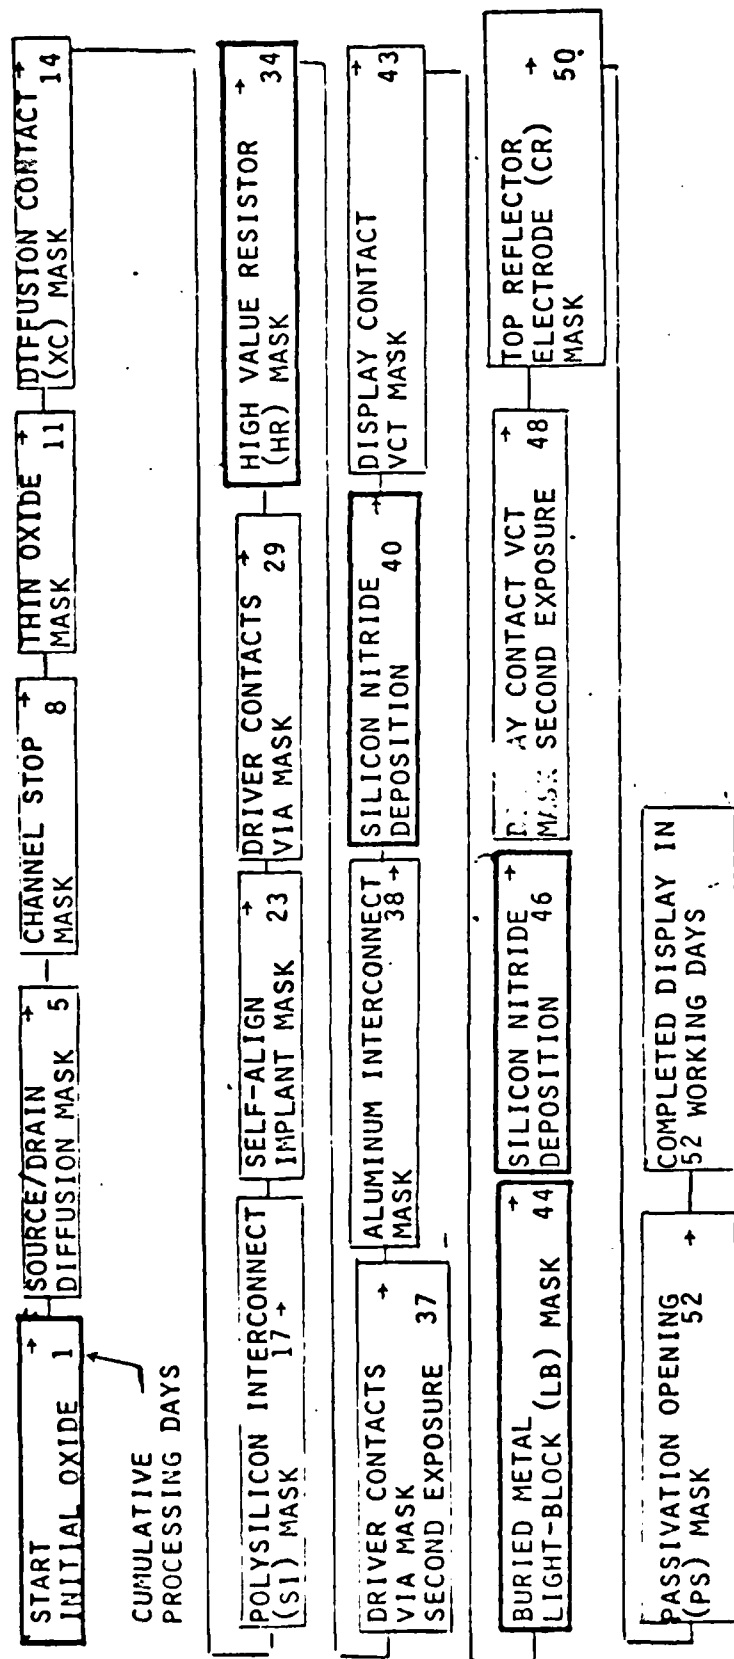 START
INITIAL OXIDE 1 →
SOURCE/DRAIN →
DIFFUSION MASK 5
CHANNEL STOP →
MASK 8
THIN OXIDE →
MASK 11
DIFFUSION CONTACT →
(XC) MASK 14
CUMULATIVE
PROCESSING DAYS
POLYSILICON INTERCONNECT
(SI) MASK 17 →
SELF-ALIGN →
IMPLANT MASK 23
DRIVER CONTACTS →
VIA MASK 29
HIGH VALUE RESISTOR →
(HR) MASK 34
DRIVER CONTACTS →
VIA MASK
SECOND EXPOSURE 37
ALUMINUM INTERCONNECT
MASK 38 →
SILICON NITRIDE →
DEPOSITION 40
DISPLAY CONTACT →
VCT MASK 43
BURIED METAL →
LIGHT-BLOCK (LB) MASK 44
SILICON NITRIDE →
DEPOSITION 46
AY CONTACT VCT →
MASK SECOND EXPOSURE 48
TOP REFLECTOR
ELECTRODE (CR) →
MASK 50
PASSIVATION OPENING →
(PS) MASK 52
COMPLETED DISPLAY IN
52 WORKING DAYS